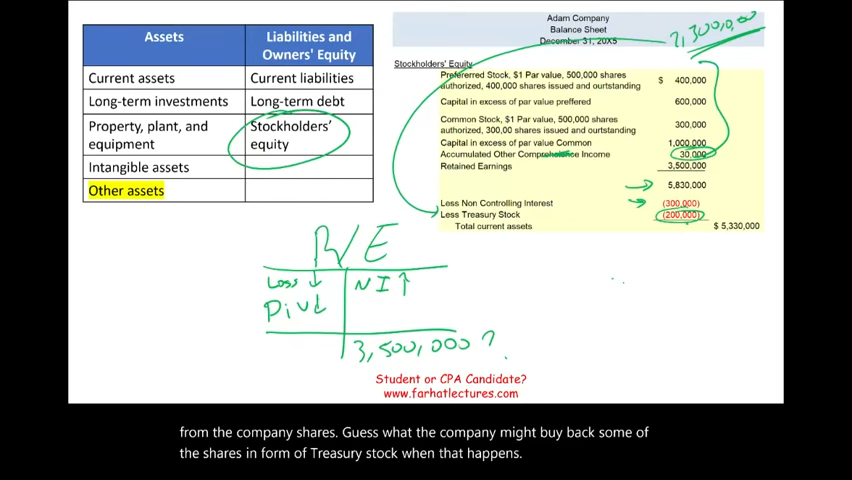 Assets
Liabilities and
Owners' Equity
Current assets
Current liabilities
Long-term investments
Long-term debt
Property, plant, and
equipment
Stockholders'
equity
Intangible assets
Other assets
Adam Company
Balance Sheet
December 31, 20X5
2,300,000
Stockholders' Equity
Prefererred Stock, $1 Par value, 500,000 shares
authorized, 400,000 shares issued and ourtstanding $ 400,000
Capital in excess of par value preffered 600,000
Common Stock, $1 Par value, 500,000 shares
authorized, 300,00 shares issued and ourtstanding 300,000
Capital in excess of par value Common 1,000,000
Accumulated Other Comprehensive Income 30,000
Retained Earnings 3,500,000
5,830,000
Less Non Controlling Interest (300,000)
Less Treasury Stock (200,000)
Total current assets $ 5,330,000
R/E
Loss ↓ NI ↑
Div ↓
3,500,000 ?
Student or CPA Candidate?
www.farhatlectures.com
from the company shares. Guess what the company might buy back some of
the shares in form of Treasury stock when that happens.